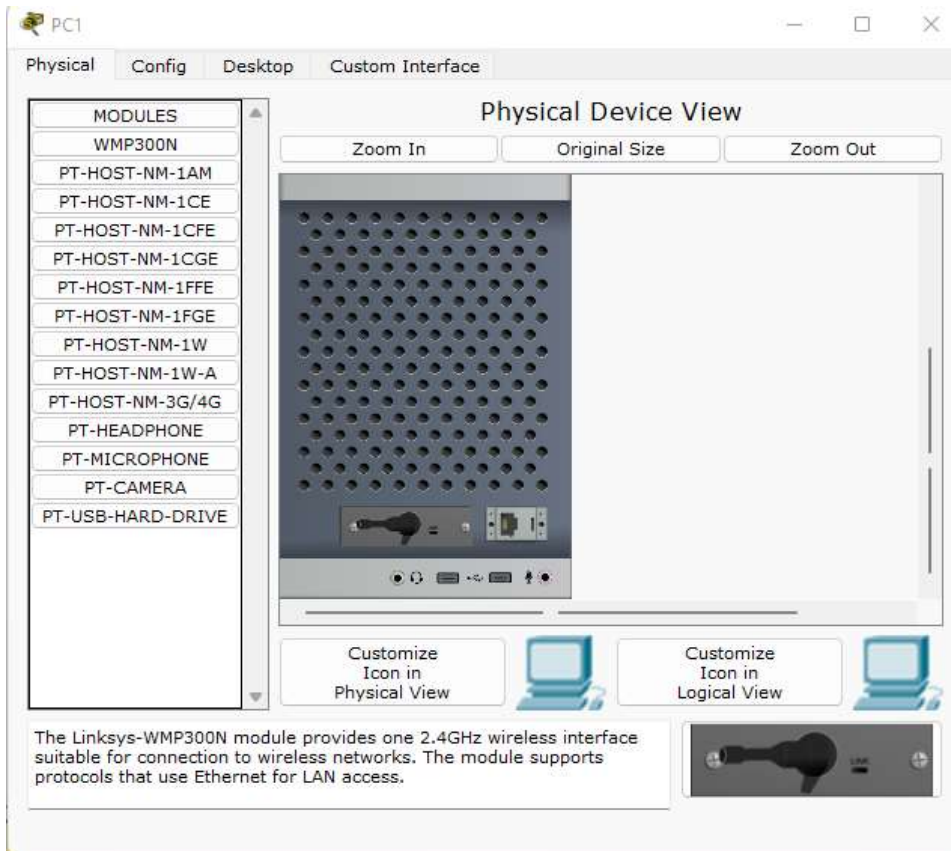 PC1
Physical Config Desktop Custom Interface
MODULES
WMP300N
PT-HOST-NM-1AM
PT-HOST-NM-1CE
PT-HOST-NM-1CFE
PT-HOST-NM-1CGE
PT-HOST-NM-1FFE
PT-HOST-NM-1FGE
PT-HOST-NM-1W
PT-HOST-NM-1W-A
PT-HOST-NM-3G/4G
PT-HEADPHONE
PT-MICROPHONE
PT-CAMERA
PT-USB-HARD-DRIVE
Physical Device View
Zoom In Original Size Zoom Out
Customize
Icon in
Physical View
Customize
Icon in
Logical View
The Linksys-WMP300N module provides one 2.4GHz wireless interface
suitable for connection to wireless networks. The module supports
protocols that use Ethernet for LAN access.
LINK